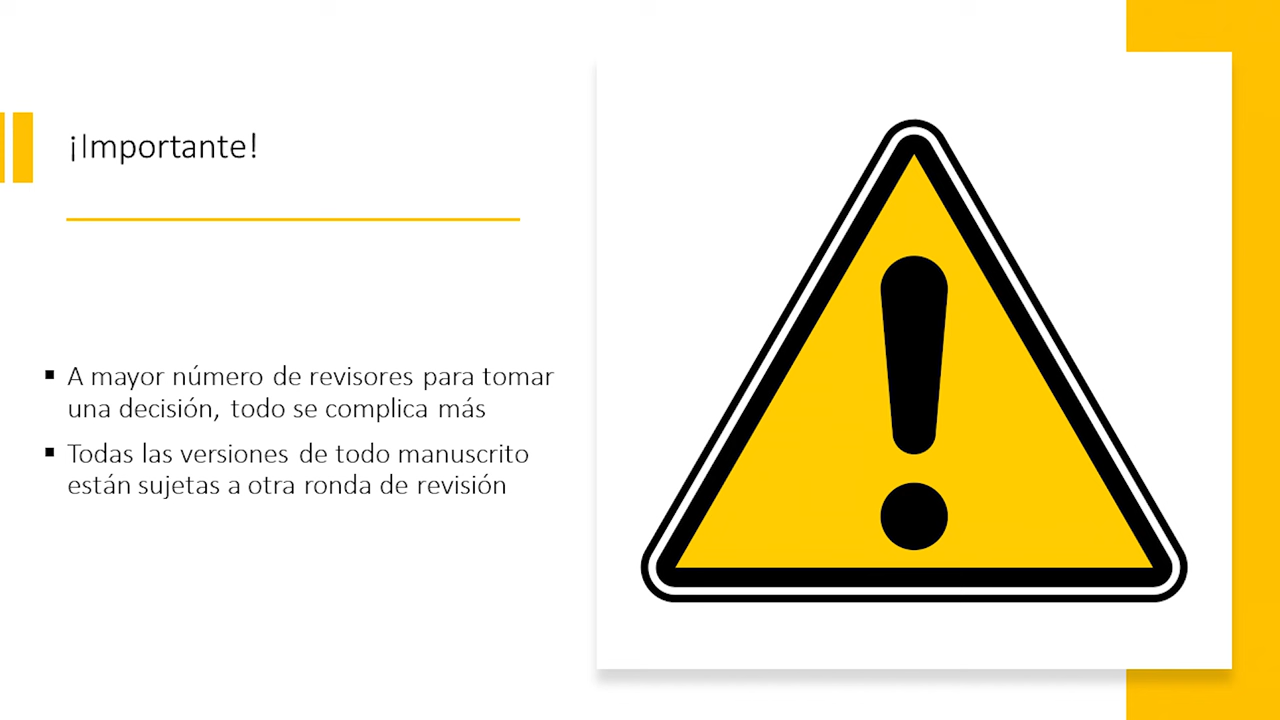 ¡Importante!
▪ A mayor número de revisores para tomar
una decisión, todo se complica más
▪ Todas las versiones de todo manuscrito
están sujetas a otra ronda de revisión